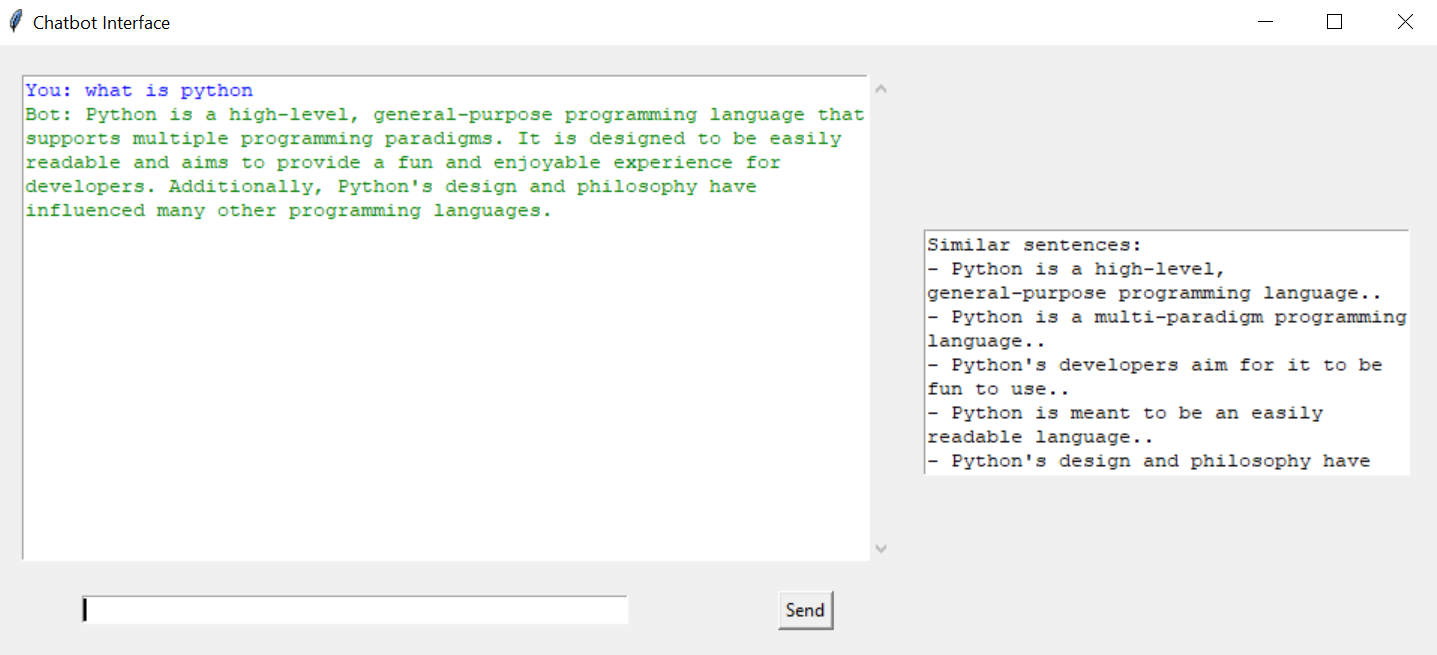 Chatbot Interface
You: what is python
Bot: Python is a high-level, general-purpose programming language that
supports multiple programming paradigms. It is designed to be easily
readable and aims to provide a fun and enjoyable experience for
developers. Additionally, Python's design and philosophy have
influenced many other programming languages.
Similar sentences:
- Python is a high-level,
general-purpose programming language..
- Python is a multi-paradigm programming
language..
- Python's developers aim for it to be
fun to use..
- Python is meant to be an easily
readable language..
- Python's design and philosophy have
Send